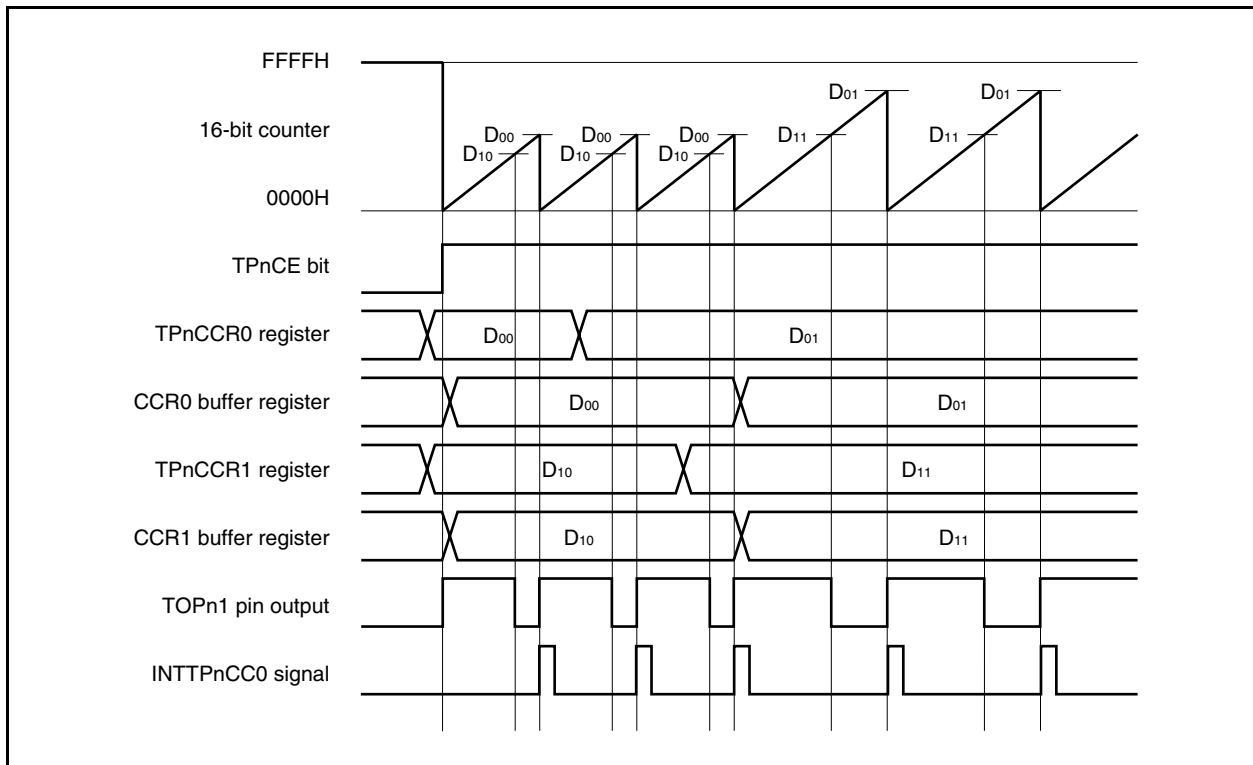 FFFFH
D01 D01
16-bit counter D00 D00 D00 D11 D11
D10 D10 D10
0000H
TPnCE bit
TPnCCR0 register D00 D01
CCR0 buffer register D00 D01
TPnCCR1 register D10 D11
CCR1 buffer register D10 D11
TOPn1 pin output
INTTPnCC0 signal